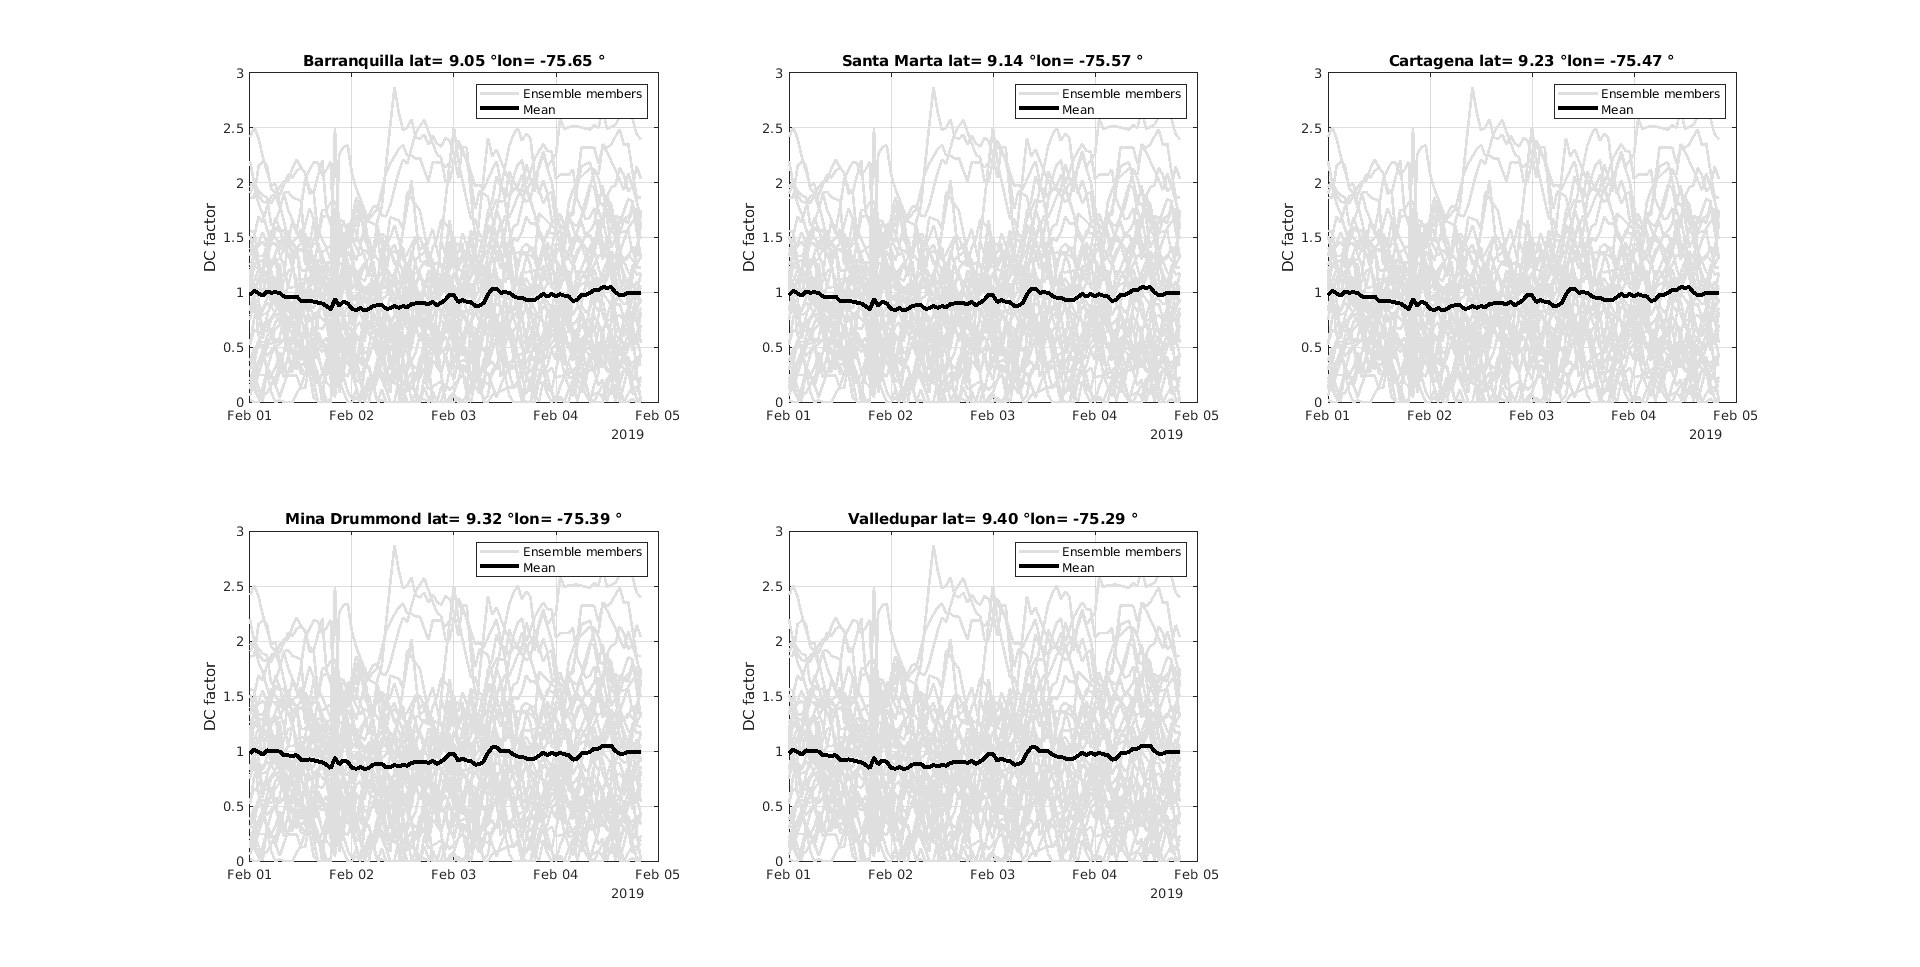 Barranquilla lat= 9.05 °lon= -75.65 °
3
2.5
2
1.5
1
0.5
0
DC factor
Ensemble members
Mean
Feb 01 Feb 02 Feb 03 Feb 04 Feb 05
2019
Santa Marta lat= 9.14 °lon= -75.57 °
3
2.5
2
1.5
1
0.5
0
DC factor
Ensemble members
Mean
Feb 01 Feb 02 Feb 03 Feb 04 Feb 05
2019
Cartagena lat= 9.23 °lon= -75.47 °
3
2.5
2
1.5
1
0.5
0
DC factor
Ensemble members
Mean
Feb 01 Feb 02 Feb 03 Feb 04 Feb 05
2019
Mina Drummond lat= 9.32 °lon= -75.39 °
3
2.5
2
1.5
1
0.5
0
DC factor
Ensemble members
Mean
Feb 01 Feb 02 Feb 03 Feb 04 Feb 05
2019
Valledupar lat= 9.40 °lon= -75.29 °
3
2.5
2
1.5
1
0.5
0
DC factor
Ensemble members
Mean
Feb 01 Feb 02 Feb 03 Feb 04 Feb 05
2019